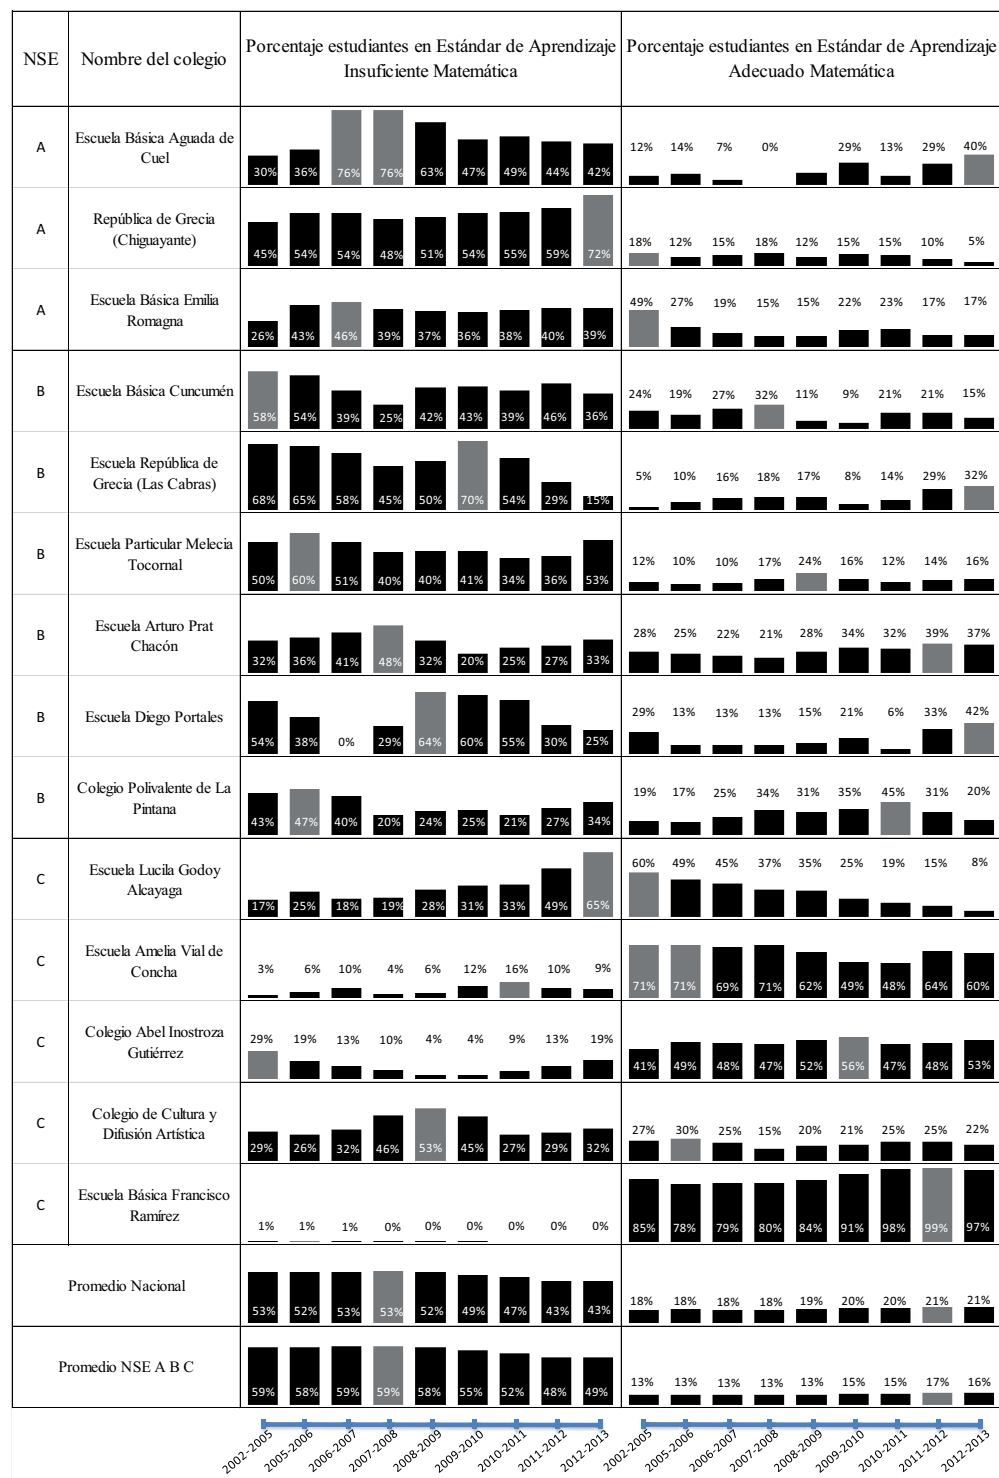 NSE
Nombre del colegio
Porcentaje estudiantes en Estándar de Aprendizaje
Insuficiente Matemática
Porcentaje estudiantes en Estándar de Aprendizaje
Adecuado Matemática
A
Escuela Básica Aguada de
Cuel
30% 36% 76% 76% 63% 47% 49% 44% 42%
12% 14% 7% 0% 29% 13% 29% 40%
A
República de Grecia
(Chiguayante)
45% 54% 54% 48% 51% 54% 55% 59% 72%
18% 12% 15% 18% 12% 15% 15% 10% 5%
A
Escuela Básica Emilia
Romagna
26% 43% 46% 39% 37% 36% 38% 40% 39%
49% 27% 19% 15% 15% 22% 23% 17% 17%
B
Escuela Básica Cuncumén
58% 54% 39% 25% 42% 43% 39% 46% 36%
24% 19% 27% 32% 11% 9% 21% 21% 15%
B
Escuela República de
Grecia (Las Cabras)
68% 65% 58% 45% 50% 70% 54% 29% 15%
5% 10% 16% 18% 17% 8% 14% 29% 32%
B
Escuela Particular Melecia
Tocornal
50% 60% 51% 40% 40% 41% 34% 36% 53%
12% 10% 10% 17% 24% 16% 12% 14% 16%
B
Escuela Arturo Prat
Chacón
32% 36% 41% 48% 32% 20% 25% 27% 33%
28% 25% 22% 21% 28% 34% 32% 39% 37%
B
Escuela Diego Portales
54% 38% 0% 29% 64% 60% 55% 30% 25%
29% 13% 13% 13% 15% 21% 6% 33% 42%
B
Colegio Polivalente de La
Pintana
43% 47% 40% 20% 24% 25% 21% 27% 34%
19% 17% 25% 34% 31% 35% 45% 31% 20%
C
Escuela Lucila Godoy
Alcayaga
17% 25% 18% 19% 28% 31% 33% 49% 65%
60% 49% 45% 37% 35% 25% 19% 15% 8%
C
Escuela Amelia Vial de
Concha
3% 6% 10% 4% 6% 12% 16% 10% 9%
71% 71% 69% 71% 62% 49% 48% 64% 60%
C
Colegio Abel Inostroza
Gutiérrez
29% 19% 13% 10% 4% 4% 9% 13% 19%
41% 49% 48% 47% 52% 56% 47% 48% 53%
C
Colegio de Cultura y
Difusión Artística
29% 26% 32% 46% 53% 45% 27% 29% 32%
27% 30% 25% 15% 20% 21% 25% 25% 22%
C
Escuela Básica Francisco
Ramírez
1% 1% 1% 0% 0% 0% 0% 0% 0%
85% 78% 79% 80% 84% 91% 98% 99% 97%
Promedio Nacional
53% 52% 53% 53% 52% 49% 47% 43% 43%
18% 18% 18% 18% 19% 20% 20% 21% 21%
Promedio NSE A B C
59% 58% 59% 59% 58% 55% 52% 48% 49%
13% 13% 13% 13% 13% 15% 15% 17% 16%
2002-2005 2005-2006 2006-2007 2007-2008 2008-2009 2009-2010 2010-2011 2011-2012 2012-2013
2002-2005 2005-2006 2006-2007 2007-2008 2008-2009 2009-2010 2010-2011 2011-2012 2012-2013